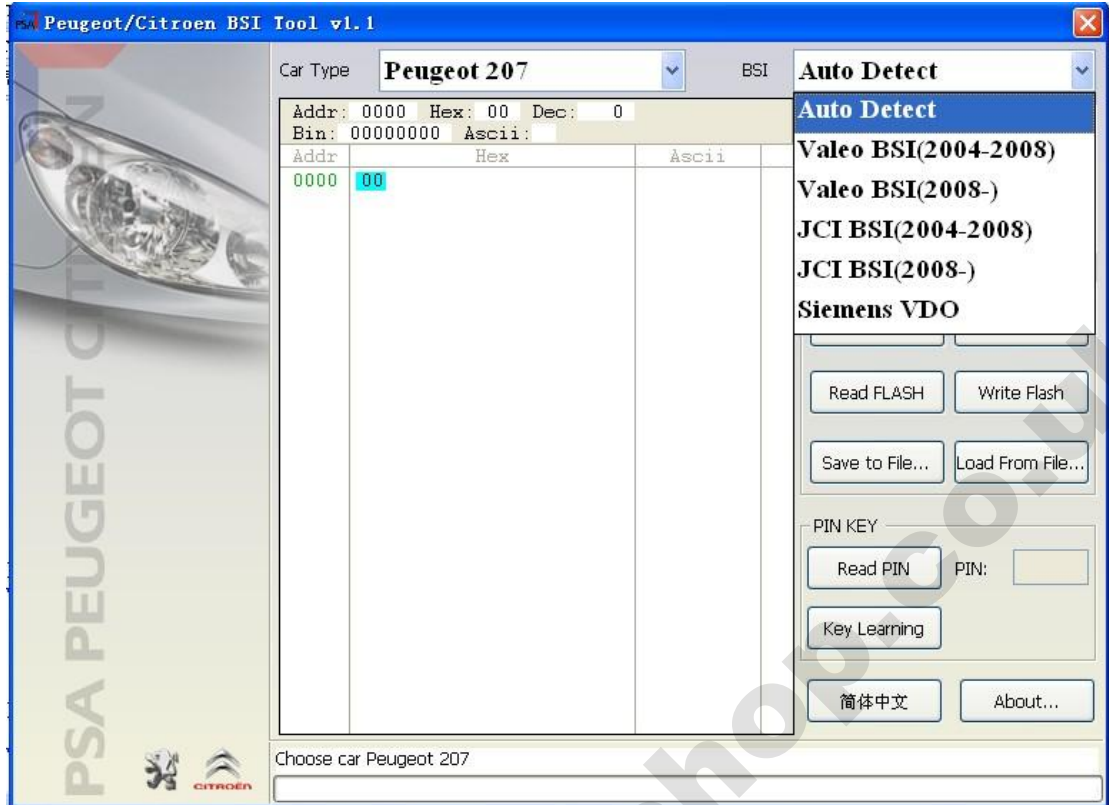 Peugeot/Citroen BSI Tool v1.1
Car Type Peugeot 207 BSI Auto Detect
Auto Detect
Valeo BSI(2004-2008)
Valeo BSI(2008-)
JCI BSI(2004-2008)
JCI BSI(2008-)
Siemens VDO
Addr: 0000 Hex: 00 Dec: 0
Bin: 00000000 Ascii:
Addr Hex Ascii
0000 00
Read FLASH Write Flash
Save to File... Load From File...
PIN KEY
Read PIN PIN:
Key Learning
简体中文 About...
Choose car Peugeot 207
PSA PEUGEOT CITROEN
CITROËN
hop.co.u